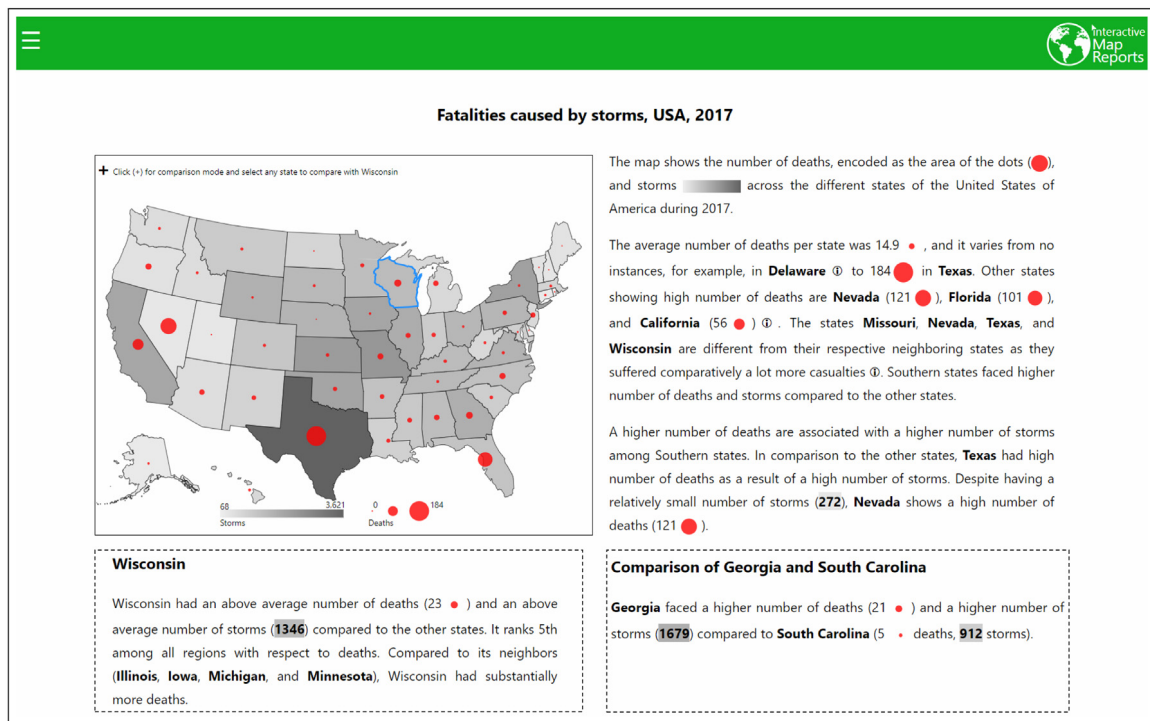 Interactive
Map
Reports
Fatalities caused by storms, USA, 2017
+ Click (+) for comparison mode and select any state to compare with Wisconsin
68
3.621
Storms
0
184
Deaths
The map shows the number of deaths, encoded as the area of the dots ( ),
and storms across the different states of the United States of
America during 2017.
The average number of deaths per state was 14.9 , and it varies from no
instances, for example, in Delaware 🛈 to 184 in Texas. Other states
showing high number of deaths are Nevada (121 ), Florida (101 ),
and California (56 ) 🛈 . The states Missouri, Nevada, Texas, and
Wisconsin are different from their respective neighboring states as they
suffered comparatively a lot more casualties 🛈. Southern states faced higher
number of deaths and storms compared to the other states.
A higher number of deaths are associated with a higher number of storms
among Southern states. In comparison to the other states, Texas had high
number of deaths as a result of a high number of storms. Despite having a
relatively small number of storms (272), Nevada shows a high number of
deaths (121 ).
Wisconsin
Wisconsin had an above average number of deaths (23 ) and an above
average number of storms (1346) compared to the other states. It ranks 5th
among all regions with respect to deaths. Compared to its neighbors
(Illinois, Iowa, Michigan, and Minnesota), Wisconsin had substantially
more deaths.
Comparison of Georgia and South Carolina
Georgia faced a higher number of deaths (21 ) and a higher number of
storms (1679) compared to South Carolina (5 deaths, 912 storms).